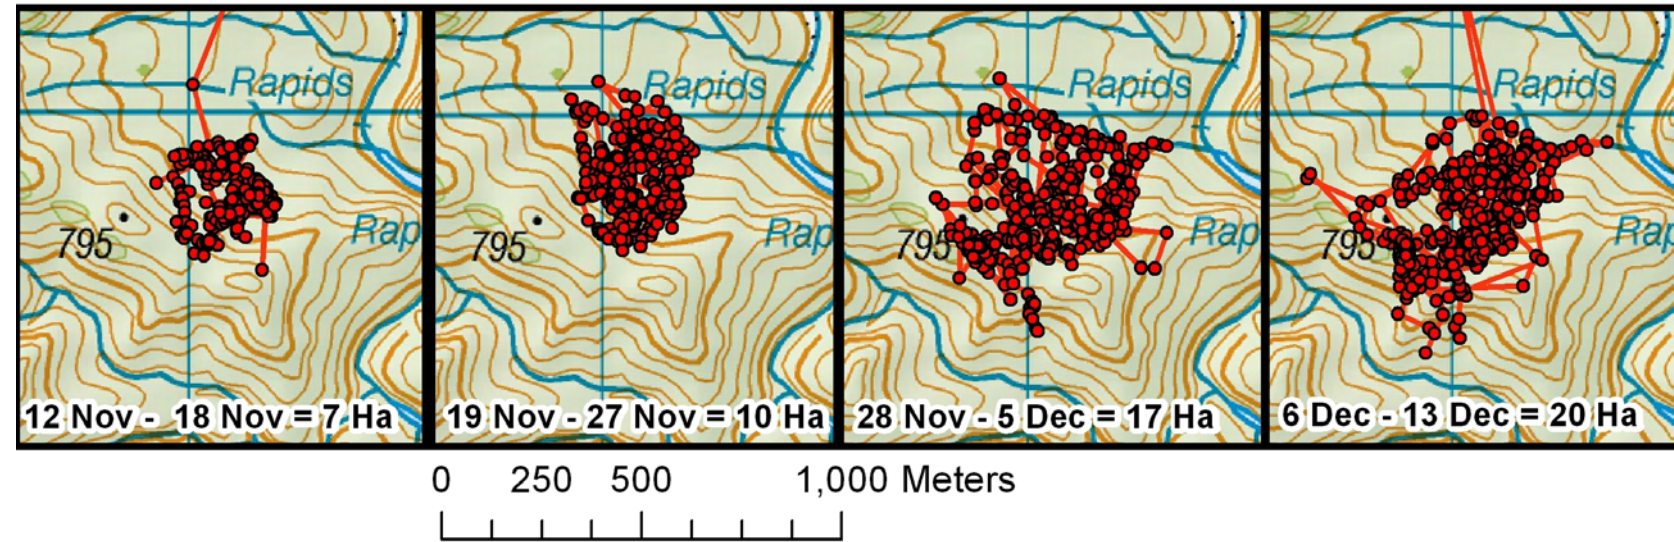 Rapids
Rap
795
12 Nov - 18 Nov = 7 Ha
Rapids
Rap
795
19 Nov - 27 Nov = 10 Ha
Rapids
Rap
795
28 Nov - 5 Dec = 17 Ha
Rapids
Rap
795
6 Dec - 13 Dec = 20 Ha
0 250 500 1,000 Meters